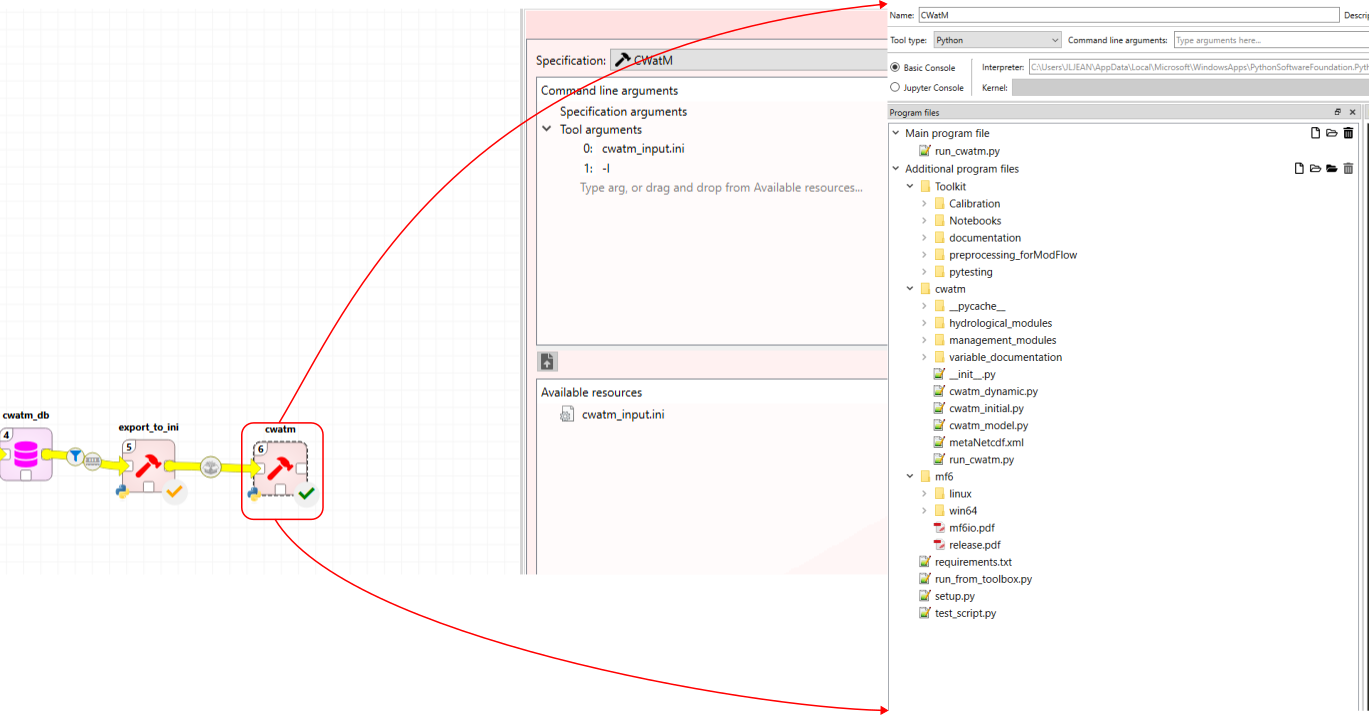 cwatm_db
4
export_to_ini
5
cwatm
6
Specification: CWatM
Command line arguments
Specification arguments
Tool arguments
0: cwatm_input.ini
1: -l
Type arg, or drag and drop from Available resources...
Available resources
cwatm_input.ini
Name: CWatM
Tool type: Python Command line arguments: Type arguments here...
Basic Console Interpreter: C:\Users\JLJEAN\AppData\Local\Microsoft\WindowsApps\PythonSoftwareFoundation.Pyth
Jupyter Console Kernel:
Program files
Main program file
run_cwatm.py
Additional program files
Toolkit
Calibration
Notebooks
documentation
preprocessing_forModFlow
pytesting
cwatm
__pycache__
hydrological_modules
management_modules
variable_documentation
__init__.py
cwatm_dynamic.py
cwatm_initial.py
cwatm_model.py
metaNetcdf.xml
run_cwatm.py
mf6
linux
win64
mf6io.pdf
release.pdf
requirements.txt
run_from_toolbox.py
setup.py
test_script.py